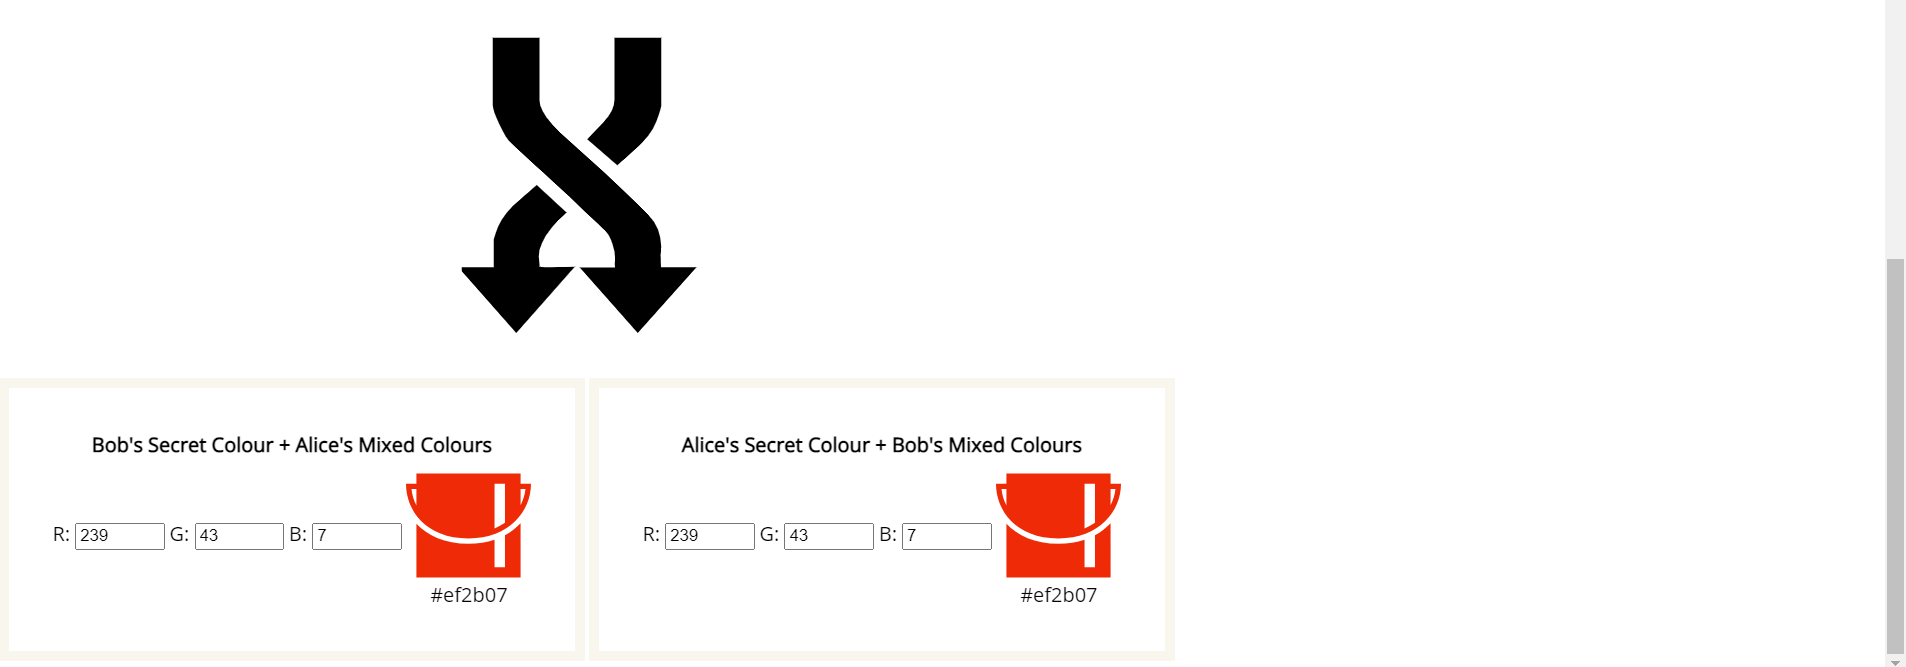 Bob's Secret Colour + Alice's Mixed Colours
R: 239 G: 43 B: 7
#ef2b07
Alice's Secret Colour + Bob's Mixed Colours
R: 239 G: 43 B: 7
#ef2b07